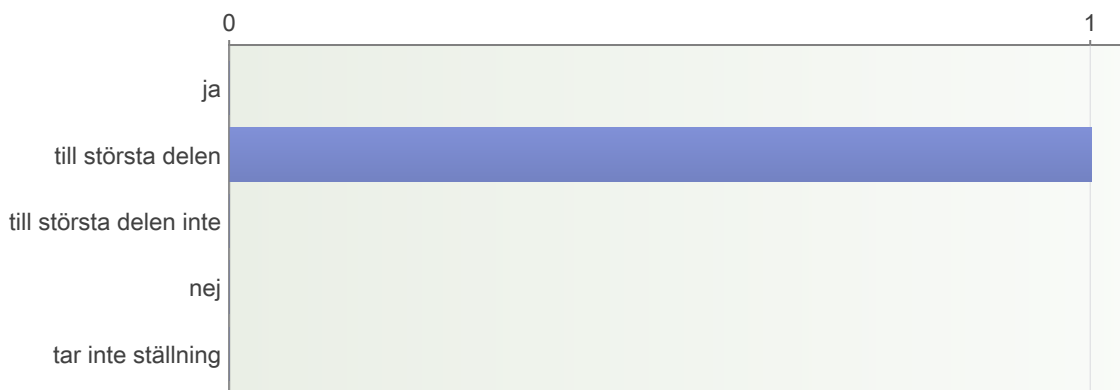 0 1
ja
till största delen
till största delen inte
nej
tar inte ställning